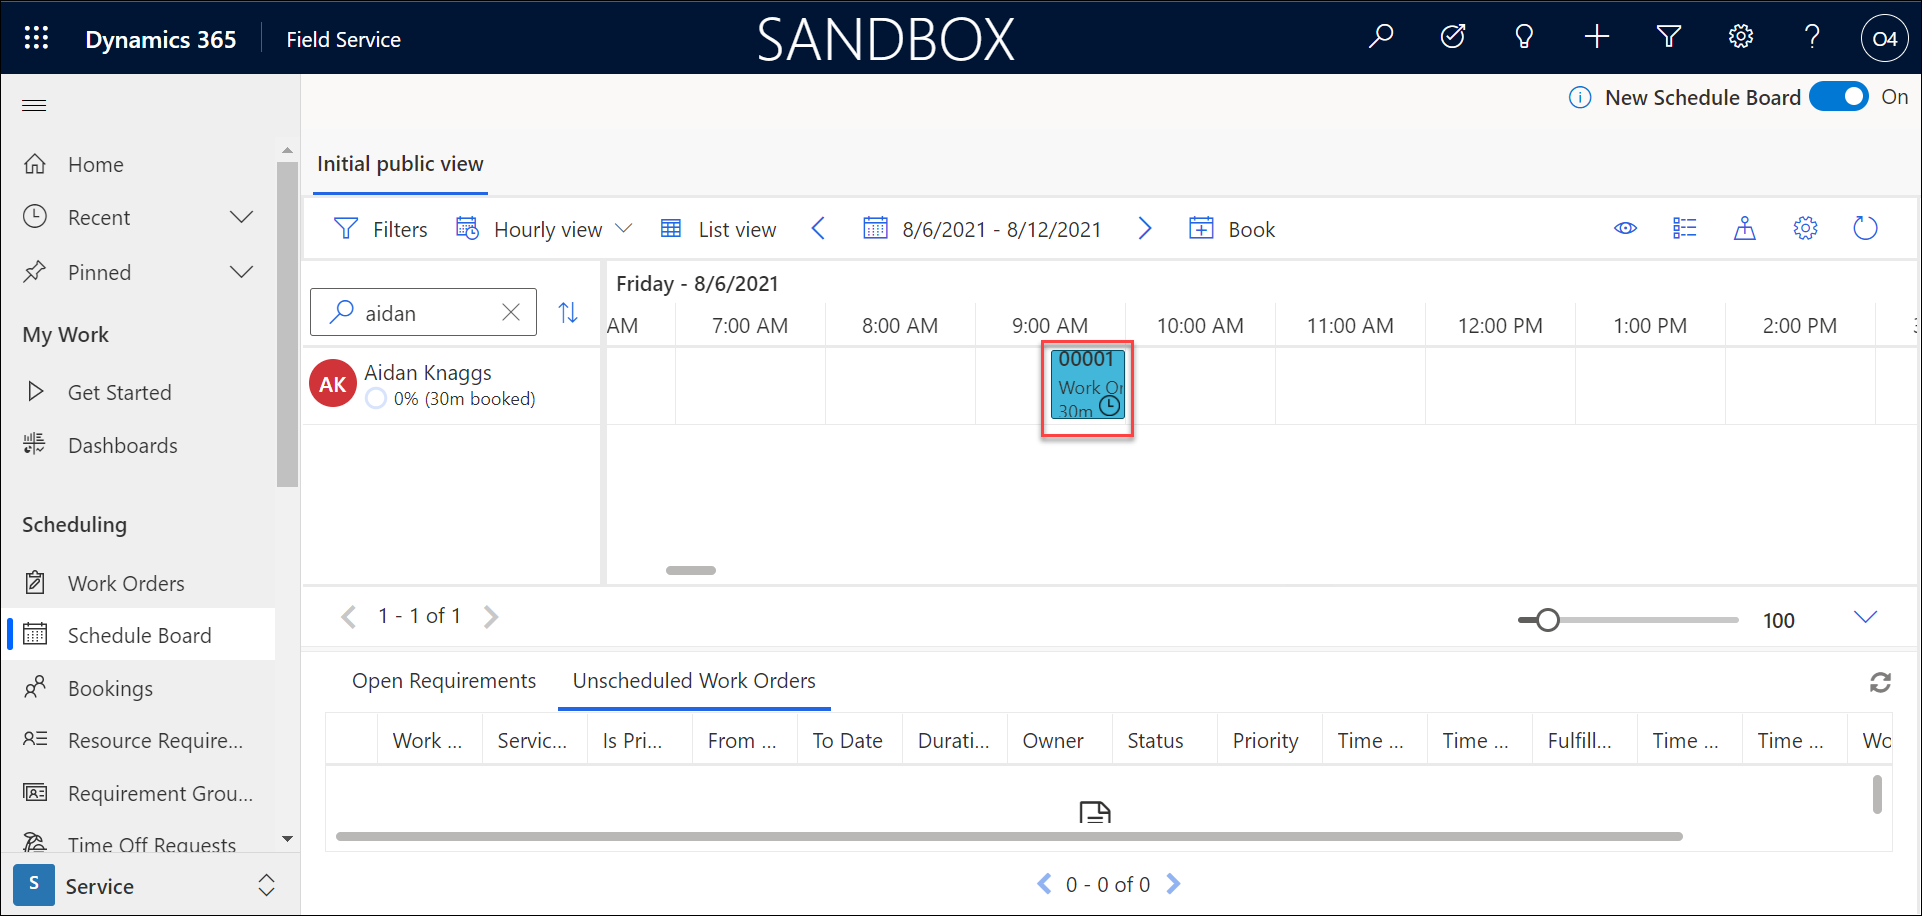 Dynamics 365
Field Service
SANDBOX
O4
New Schedule Board
On
Home
Recent
Pinned
My Work
Get Started
Dashboards
Scheduling
Work Orders
Schedule Board
Bookings
Resource Require...
Requirement Grou...
Time Off Requests
S
Service
Initial public view
Filters
Hourly view
List view
8/6/2021 - 8/12/2021
Book
aidan
Friday - 8/6/2021
AM
7:00 AM
8:00 AM
9:00 AM
10:00 AM
11:00 AM
12:00 PM
1:00 PM
2:00 PM
AK
Aidan Knaggs
0% (30m booked)
00001
Work Or
30m
1 - 1 of 1
100
Open Requirements
Unscheduled Work Orders
Work ...
Servic...
Is Pri...
From ...
To Date
Durati...
Owner
Status
Priority
Time ...
Time ...
Fulfill...
Time ...
Time ...
Wo
0 - 0 of 0